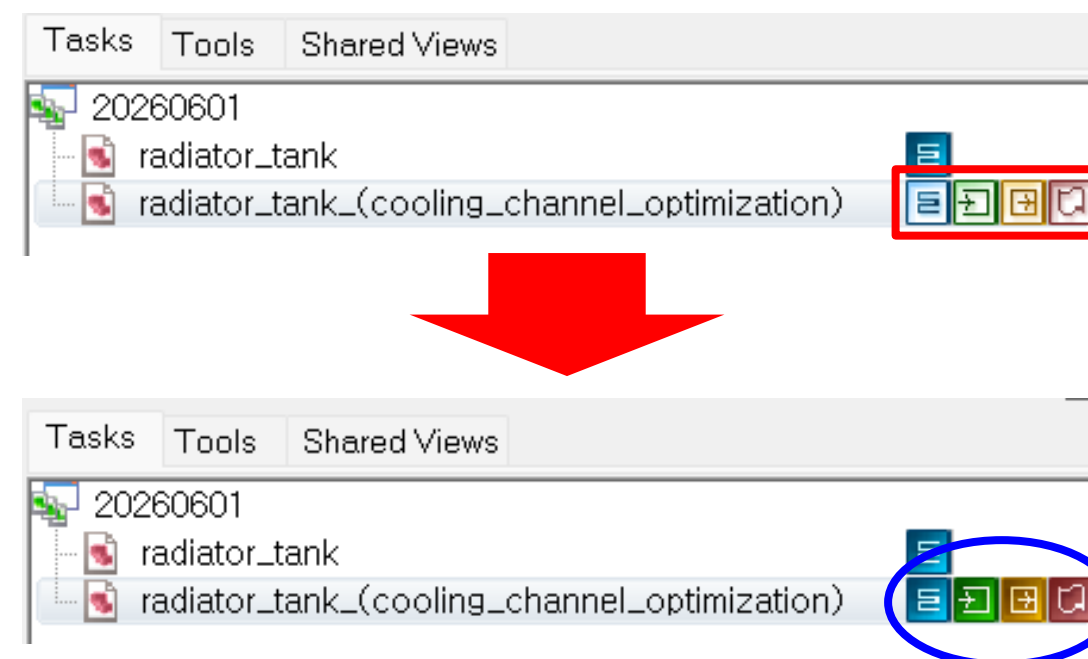 Tasks Tools Shared Views
20260601
radiator_tank
radiator_tank_(cooling_channel_optimization)
Tasks Tools Shared Views
20260601
radiator_tank
radiator_tank_(cooling_channel_optimization)